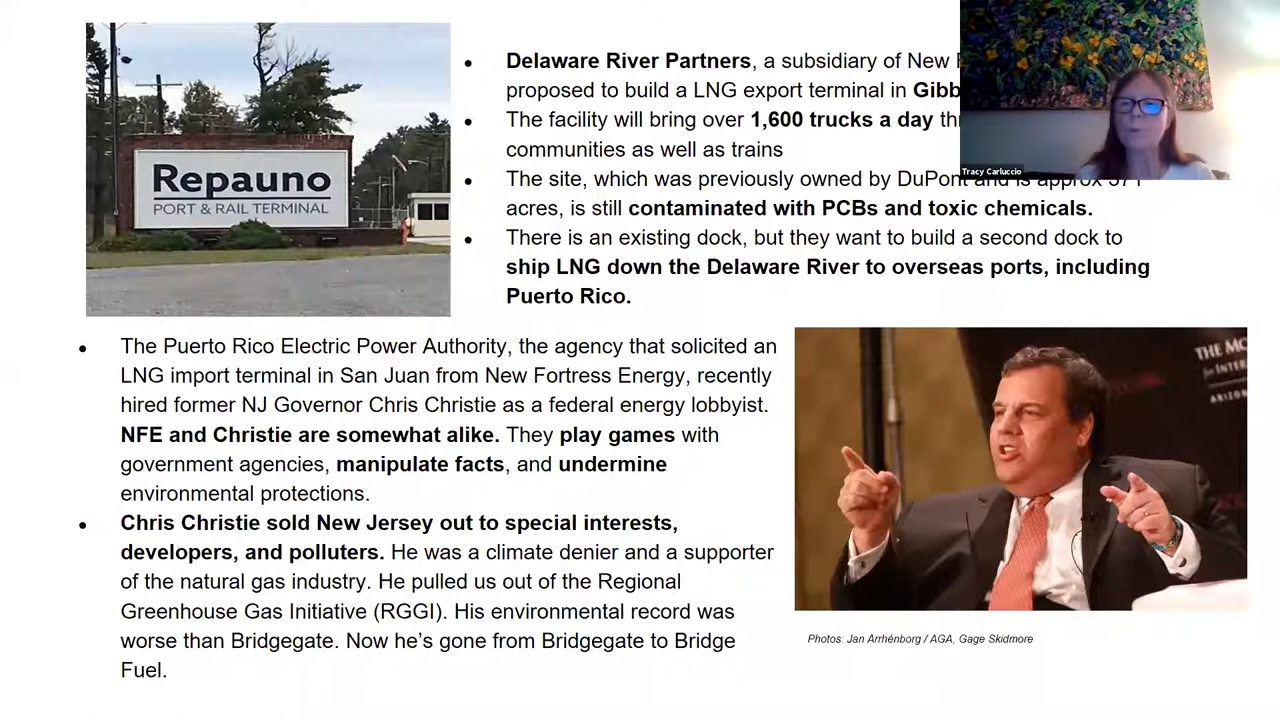 Repauno
PORT & RAIL TERMINAL
• Delaware River Partners, a subsidiary of New
proposed to build a LNG export terminal in Gibb
• The facility will bring over 1,600 trucks a day
communities as well as trains
• The site, which was previously owned by DuPont and is approx
acres, is still contaminated with PCBs and toxic chemicals.
• There is an existing dock, but they want to build a second dock to
ship LNG down the Delaware River to overseas ports, including
Puerto Rico.
Tracy Carluccio
• The Puerto Rico Electric Power Authority, the agency that solicited an
LNG import terminal in San Juan from New Fortress Energy, recently
hired former NJ Governor Chris Christie as a federal energy lobbyist.
NFE and Christie are somewhat alike. They play games with
government agencies, manipulate facts, and undermine
environmental protections.
• Chris Christie sold New Jersey out to special interests,
developers, and polluters. He was a climate denier and a supporter
of the natural gas industry. He pulled us out of the Regional
Greenhouse Gas Initiative (RGGI). His environmental record was
worse than Bridgegate. Now he's gone from Bridgegate to Bridge
Fuel.
THE MC
for INTER
ARIZON
Photos: Jan Arrhénborg / AGA, Gage Skidmore